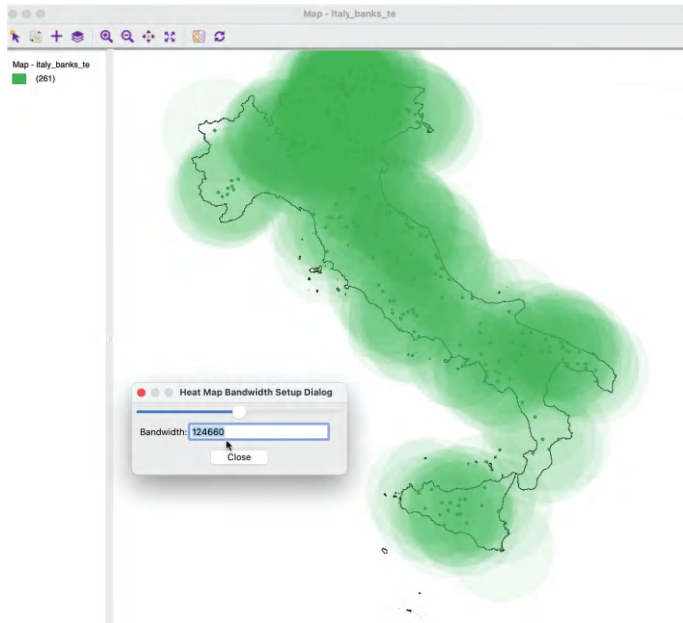 Map - italy_banks_te
Map - italy_banks_te
(261)
Heat Map Bandwidth Setup Dialog
Bandwidth: 124660
Close